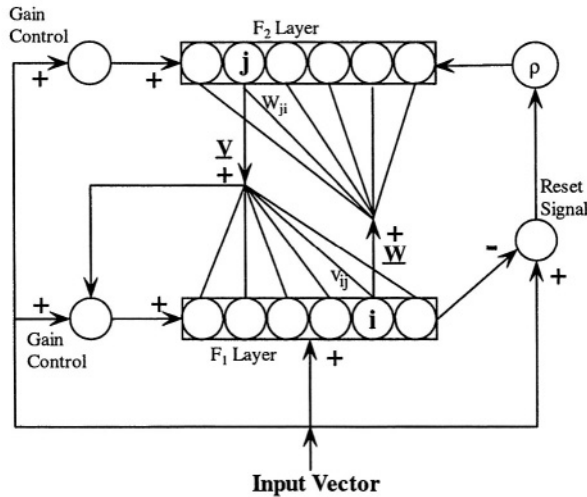 Gain
Control
F2 Layer
+
+
j
ρ
Wji
V
+
Reset
Signal
+
W
-
+
vij
+
+
Gain
Control
i
F1 Layer
+
Input Vector